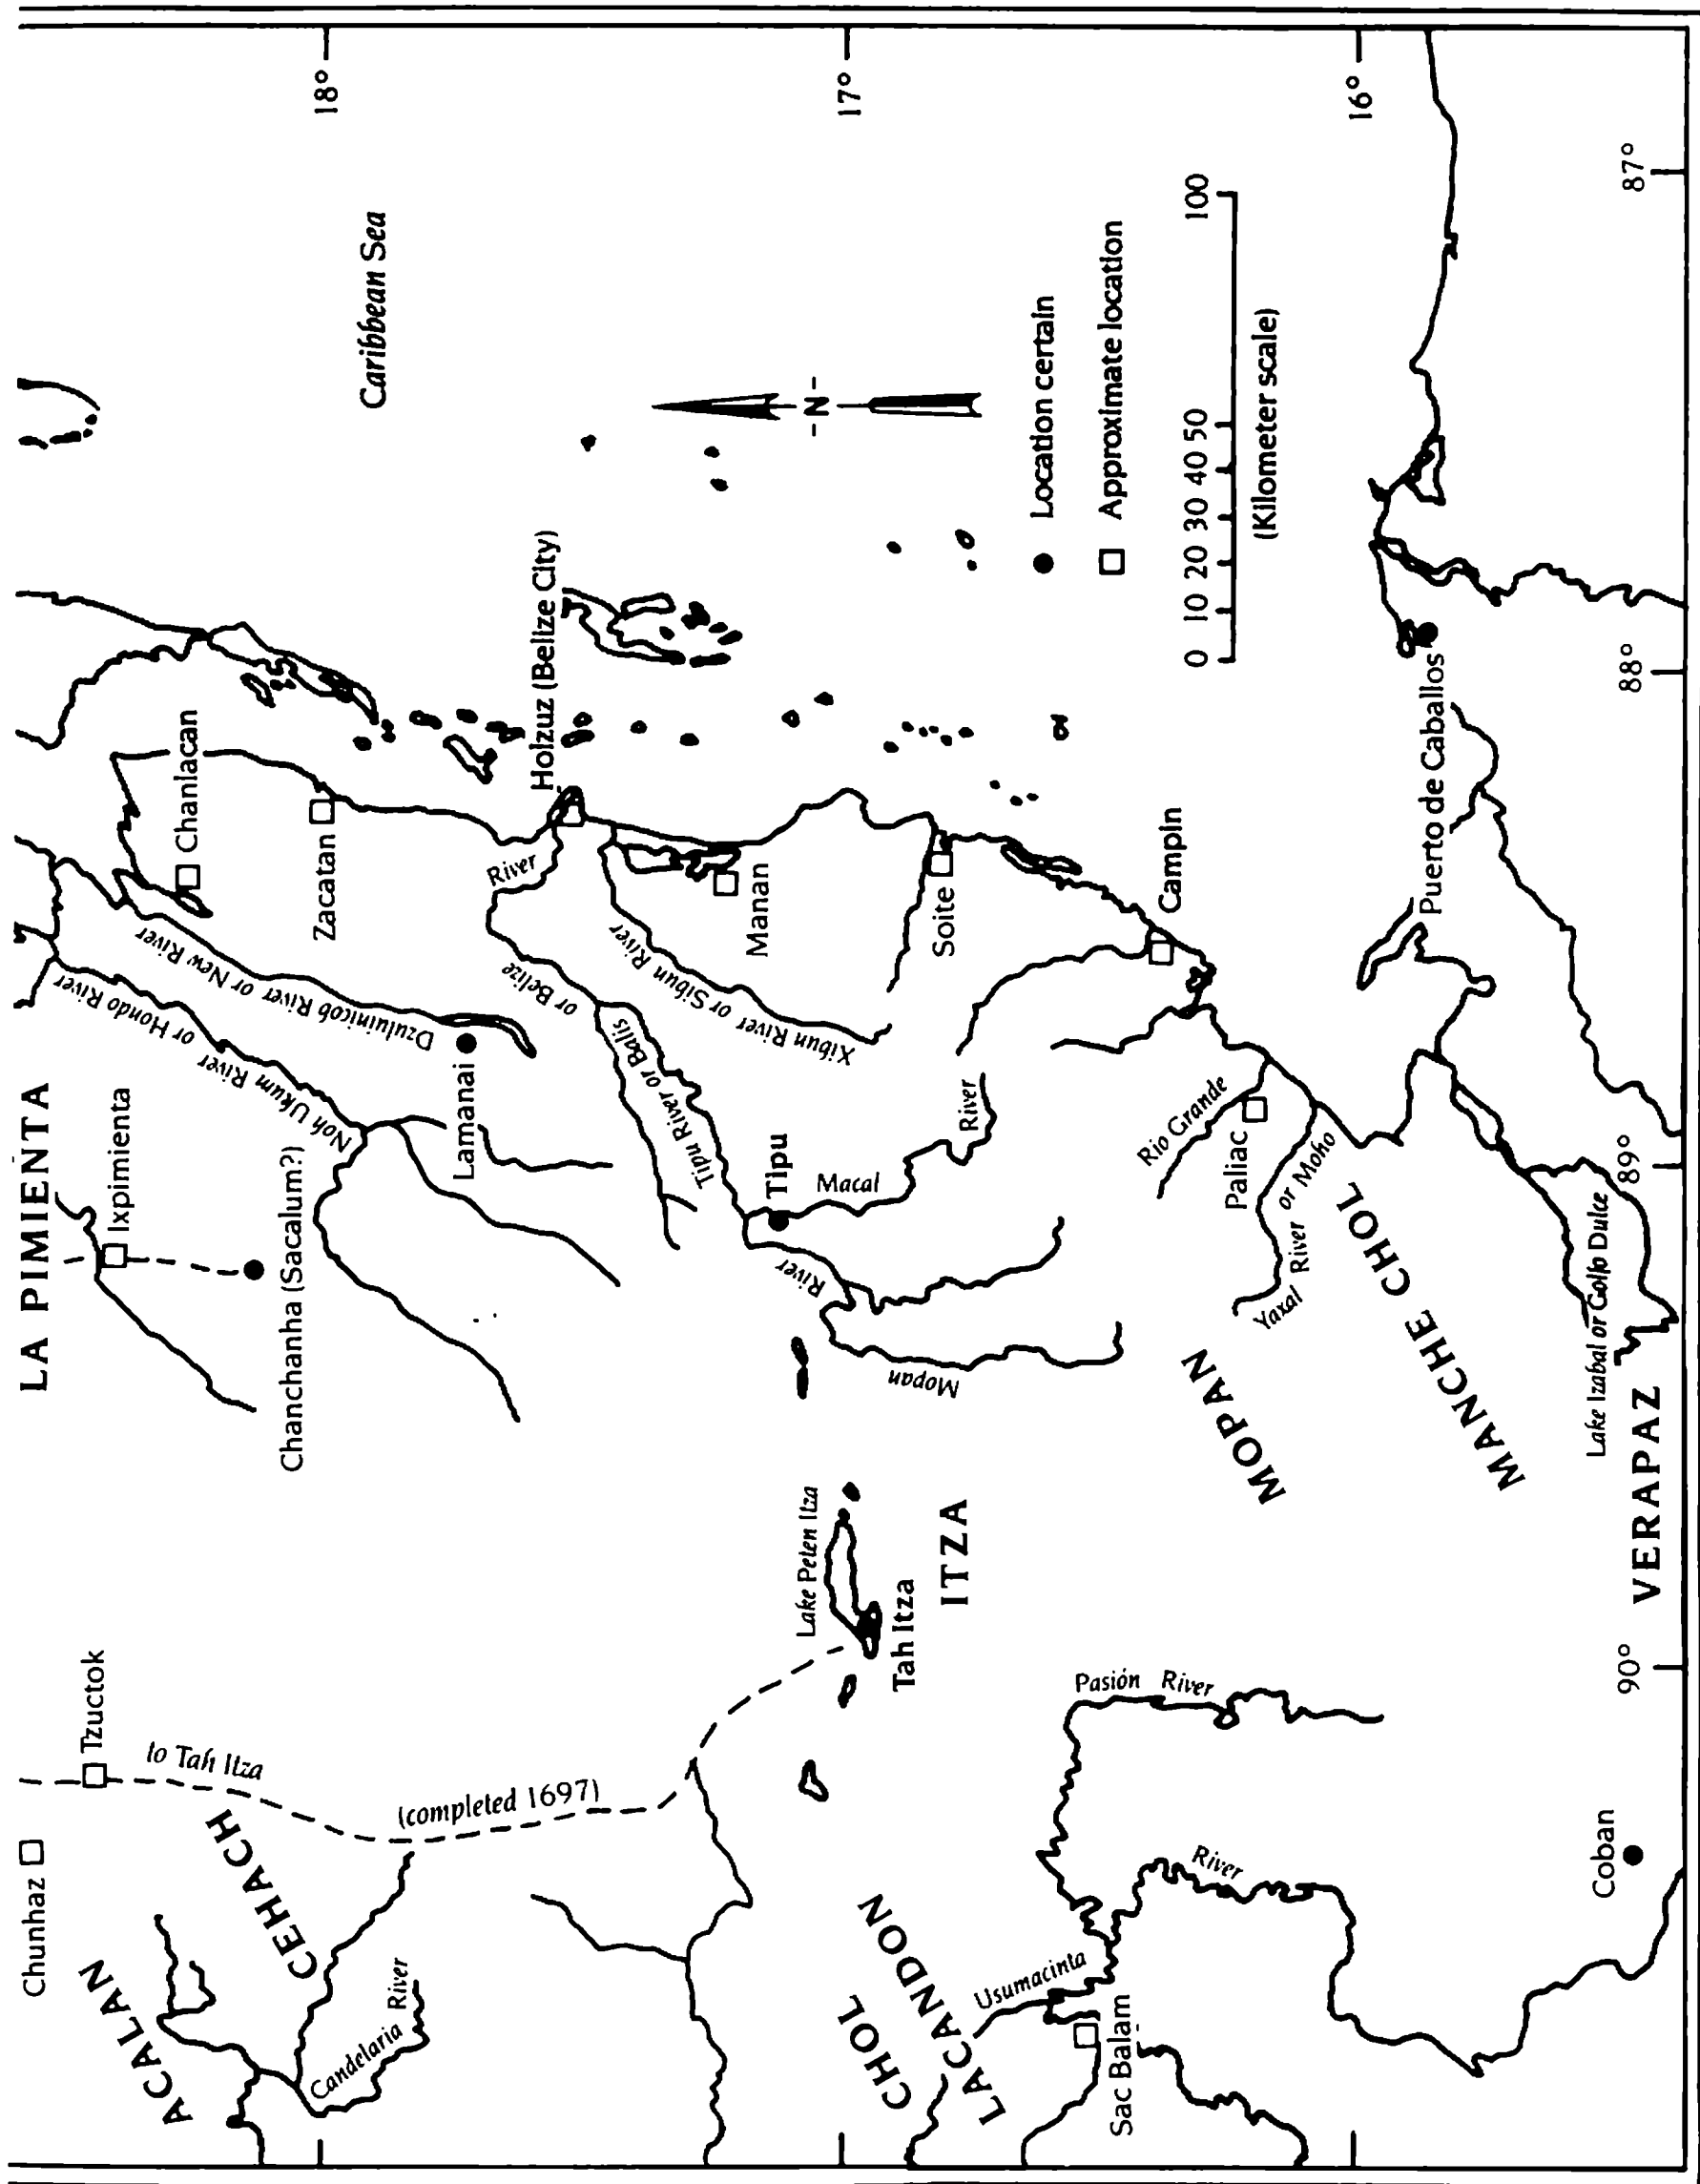 LA PIMIENTA
Chunhaz
Tzuctok
Ixpimienta
Chanlacan
ACALAN
CEHACH
to Tah Itza
(completed 1697)
Candelaria River
Chanchanha (Sacalum?)
Noh Ukum River or Hondo River
Dzuluinicob River or New River
Lamanai
Zacatan
18°
Caribbean Sea
Holzuz (Belize City)
Tipu River or Balis
or Belize
River
Xibun River or Sibun River
Manan
Tipu
Macal
River
Mopan
River
Lake Peten Itza
Tah Itza
ITZA
17°
-N-
Soite
Campin
CHOL
LACANDON
Usumacinta
River
Sac Balam
Pasión River
MOPAN
MANCHE CHOL
Rio Grande
Paliac
Yaxal
River or Moho
Location certain
Approximate location
0 10 20 30 40 50 100
(Kilometer scale)
16°
Puerto de Caballos
Lake Izabal or Golfo Dulce
VERAPAZ
Coban
90°
89°
88°
87°